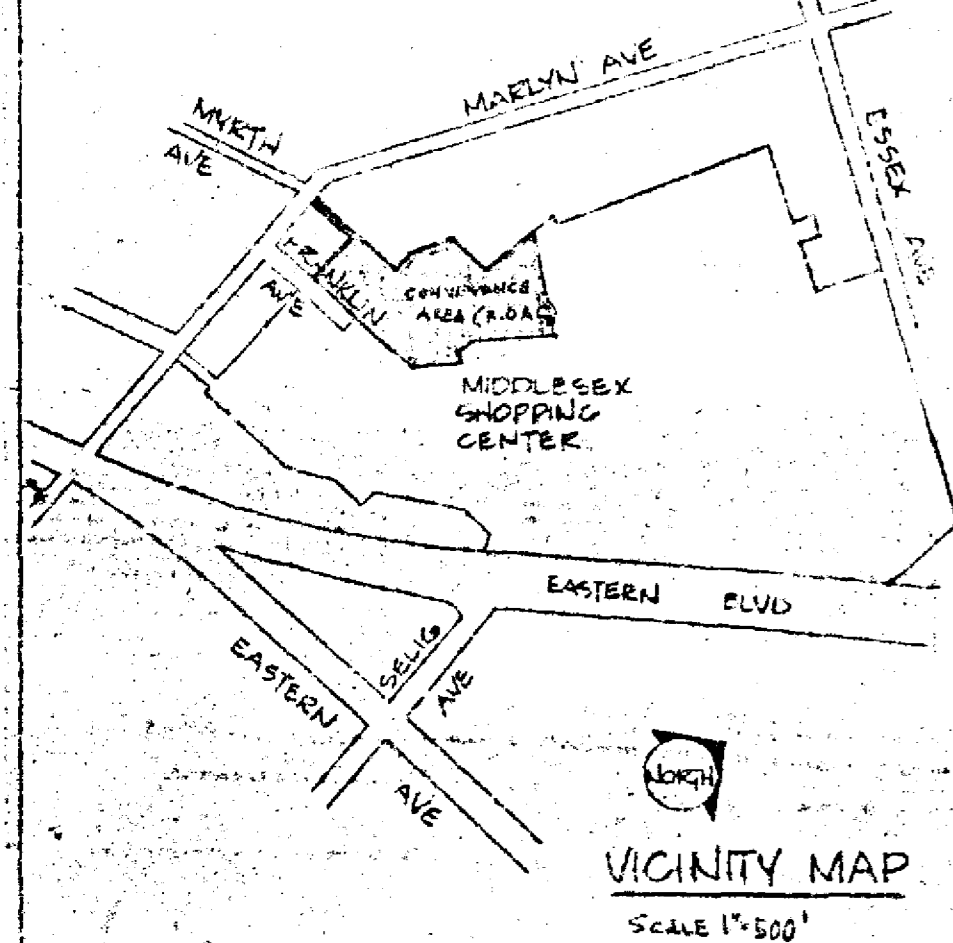 MARLYN AVE
MYRTH
AVE
ESSEX AVE
FRANKLIN
AVE
CONVEYANCE
AREA
MIDDLESEX
SHOPPING
CENTER
EASTERN BLVD
SELIG
AVE
EASTERN
AVE
NORTH
VICINITY MAP
SCALE 1"=500'